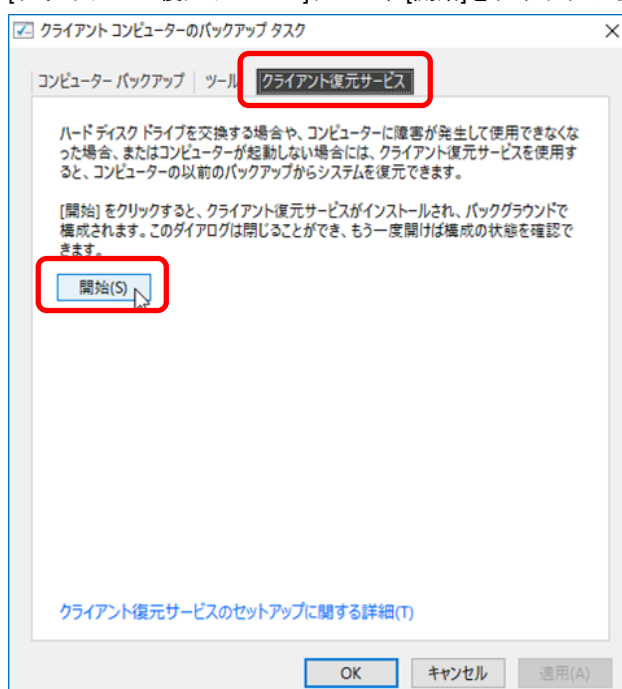 クライアント コンピューターのバックアップ タスク
コンピューター バックアップ ツール クライアント復元サービス
ハード ディスク ドライブを交換する場合や、コンピューターに障害が発生して使用できなくな
った場合、またはコンピューターが起動しない場合には、クライアント復元サービスを使用す
ると、コンピューターの以前のバックアップからシステムを復元できます。
[開始] をクリックすると、クライアント復元サービスがインストールされ、バックグラウンドで
構成されます。このダイアログは閉じることができ、もう一度開けば構成の状態を確認で
きます。
開始(S)
クライアント復元サービスのセットアップに関する詳細(T)
OK キャンセル 適用(A)